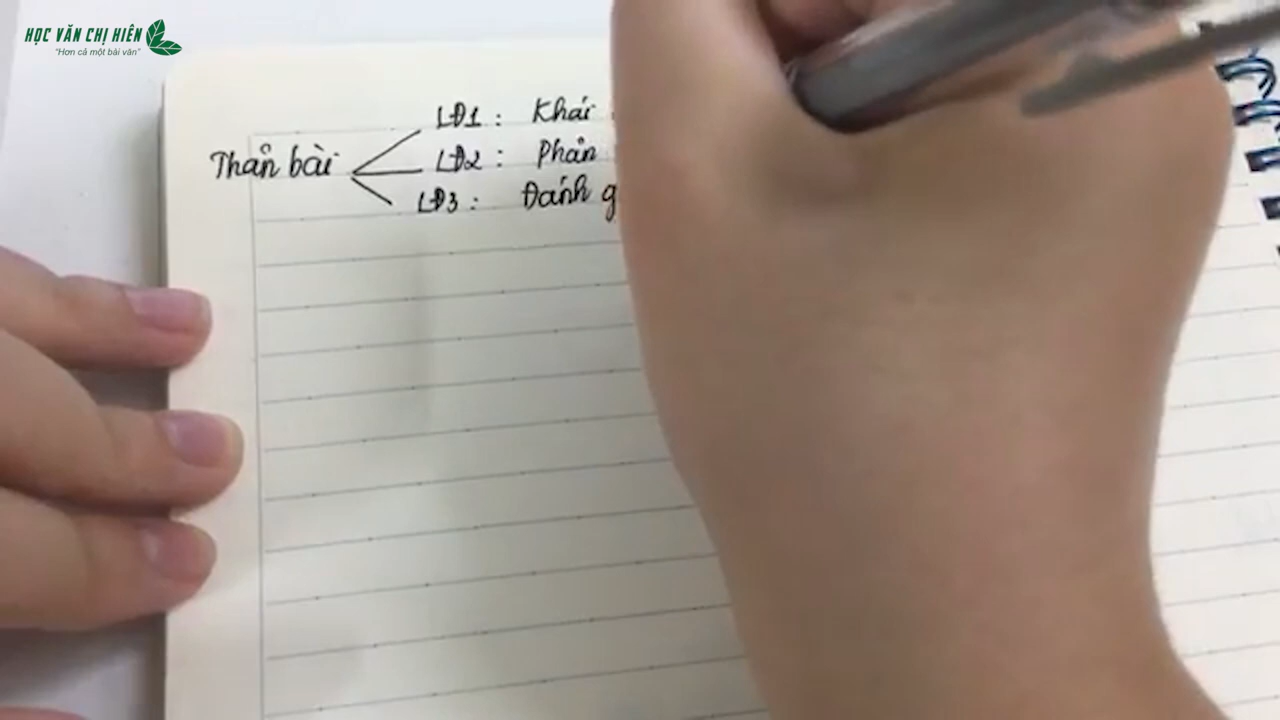 HỌC VĂN CHỊ HIÊN
"Hơn cả một bài văn"
LĐ1 : Khái
Thân bài
LĐ2 : Phân
LĐ3 : Đánh g